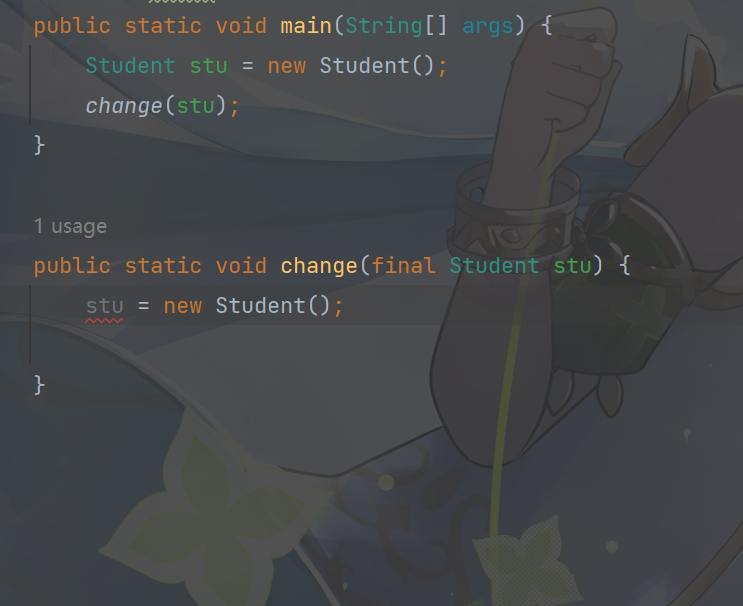 public static void main(String[] args) {
Student stu = new Student();
change(stu);
}
1 usage
public static void change(final Student stu) {
stu = new Student();
}